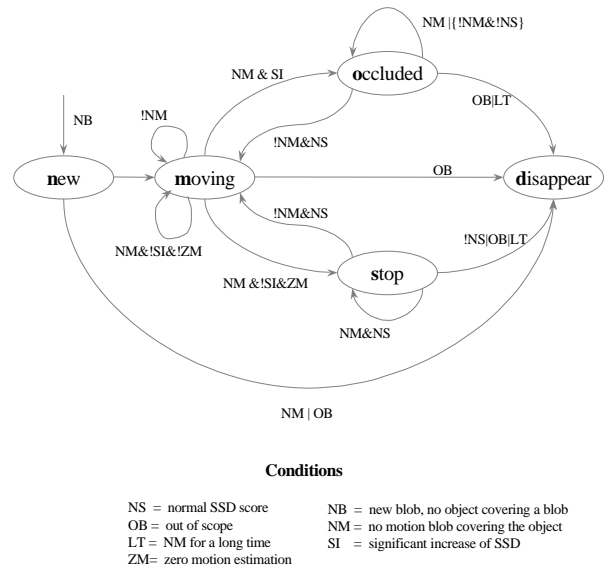 NM |{!NM&!NS}
occluded
NM & SI
OB|LT
NB
!NM
!NM&NS
new
moving
OB
disappear
!NM&NS
!NS|OB|LT
NM&!SI&!ZM
stop
NM &!SI&ZM
NM&NS
NM | OB
Conditions
NS = normal SSD score
OB = out of scope
LT = NM for a long time
ZM= zero motion estimation
NB = new blob, no object covering a blob
NM = no motion blob covering the object
SI = significant increase of SSD